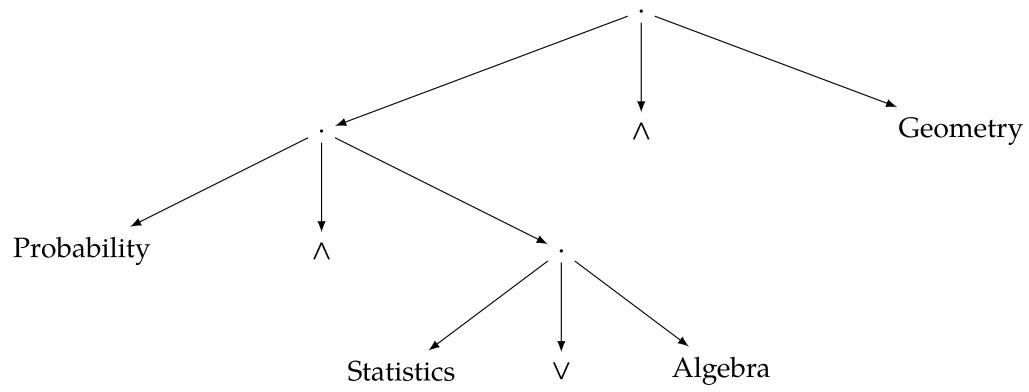 ∧ Geometry
Probability ∧
Statistics ∨ Algebra